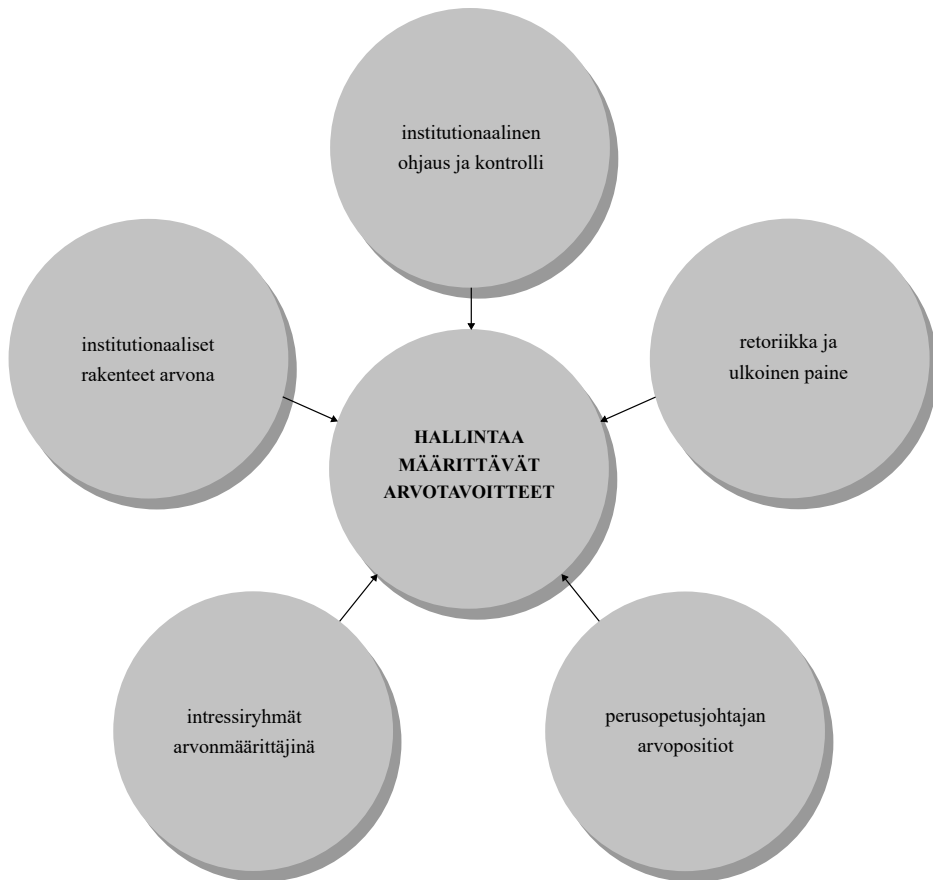 institutionaalinen
ohjaus ja kontrolli
institutionaaliset
rakenteet arvona
retoriikka ja
ulkoinen paine
HALLINTAA
MÄÄRITTÄVÄT
ARVOTAVOITTEET
intressiryhmät
arvonmäärittäjinä
perusopetusjohtajan
arvopositiot